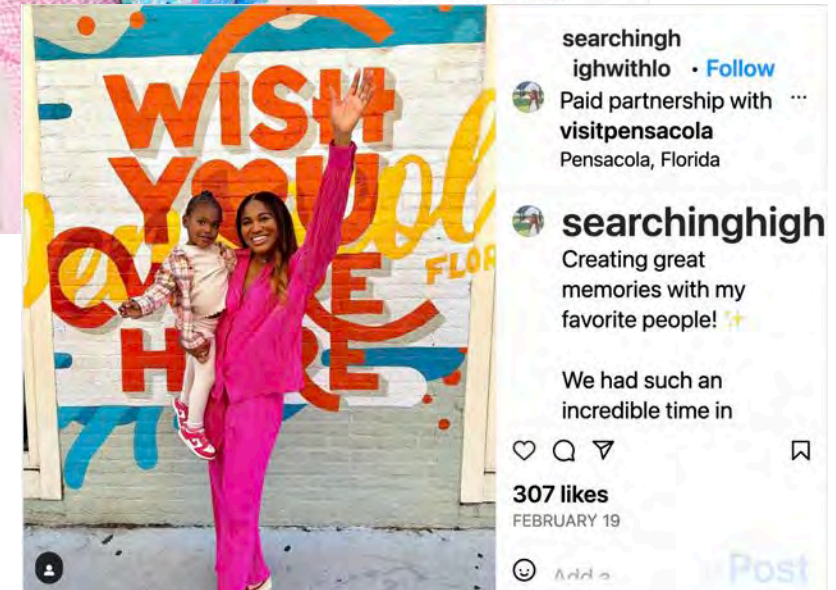 WISH
YOU
WERE
HERE
FLOR
searchingh
ighwithlo • Follow
Paid partnership with ...
visitpensacola
Pensacola, Florida
searchinghigh
Creating great
memories with my
favorite people! ✨
We had such an
incredible time in
307 likes
FEBRUARY 19
Post